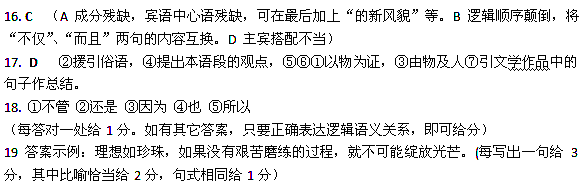 16. C （A 成分残缺，宾语中心语残缺，可在最后加上“的新风貌”等。B 逻辑顺序颠倒，将
“不仅”、“而且”两句的内容互换。D 主宾搭配不当）
17. D ②援引俗语，④提出本语段的观点，⑤⑥①以物为证，③由物及人⑦引文学作品中的
句子作总结。
18. ①不管 ②还是 ③因为 ④也 ⑤所以
（每答对一处给 1 分。如有其它答案，只要正确表达逻辑语义关系，即可给分）
19 答案示例：理想如珍珠，如果没有艰苦磨练的过程，就不可能绽放光芒。(每写出一句给 3
分，其中比喻恰当给 2 分，句式相同给 1 分）